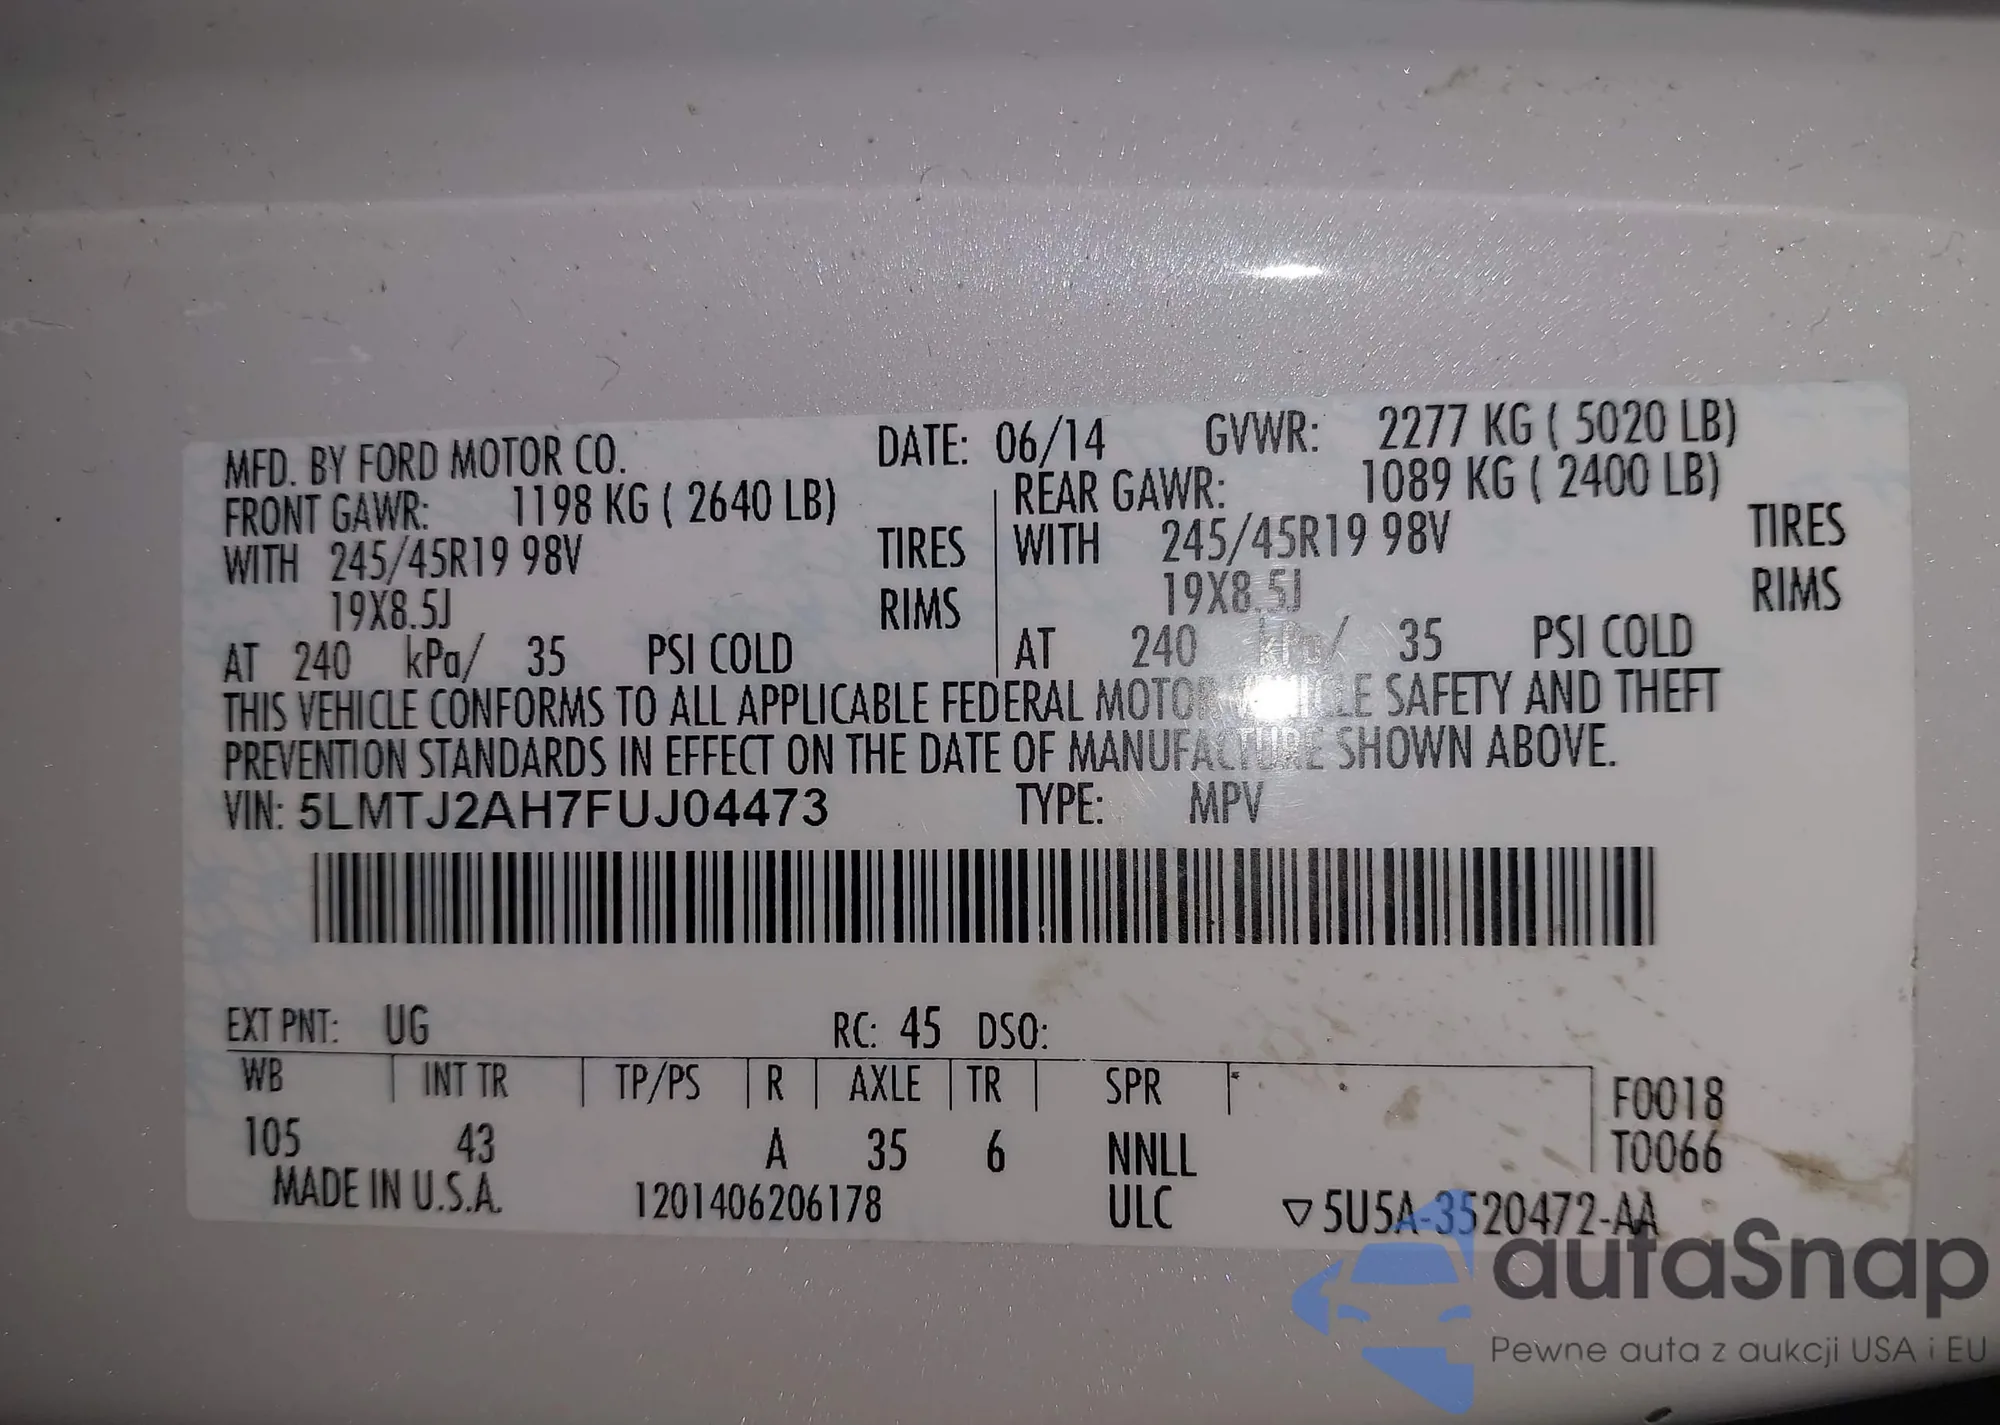 MFD. BY FORD MOTOR CO. DATE: 06/14 GVWR: 2277 KG ( 5020 LB)
FRONT GAWR: 1198 KG ( 2640 LB) REAR GAWR: 1089 KG ( 2400 LB)
WITH 245/45R19 98V TIRES WITH 245/45R19 98V TIRES
19X8.5J RIMS 19X8.5J RIMS
AT 240 kPa/ 35 PSI COLD AT 240 kPa/ 35 PSI COLD
THIS VEHICLE CONFORMS TO ALL APPLICABLE FEDERAL MOTOR VEHICLE SAFETY AND THEFT
PREVENTION STANDARDS IN EFFECT ON THE DATE OF MANUFACTURE SHOWN ABOVE.
VIN: 5LMTJ2AH7FUJ04473 TYPE: MPV
EXT PNT: UG RC: 45 DSO:
WB INT TR TP/PS R AXLE TR SPR F0018
105 43 A 35 6 NNLL T0066
MADE IN U.S.A. 1201406206178 ULC ▽5U5A-3520472-AA
autaSnap
Pewne auta z aukcji USA i EU